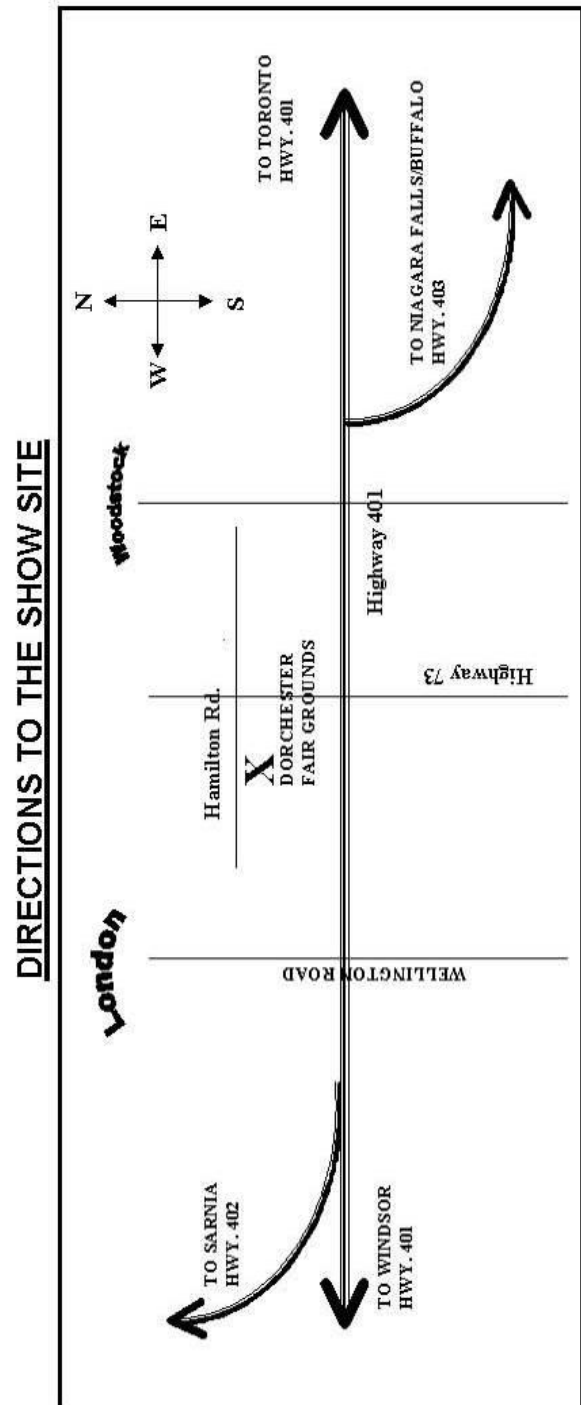 DIRECTIONS TO THE SHOW SITE
London
Woodstock
N
W
E
S
TO SARNIA
HWY. 402
Hamilton Rd.
X
DORCHESTER
FAIR GROUNDS
TO TORONTO
HWY. 401
WELLINGTON ROAD
Highway 401
TO WINDSOR
HWY. 401
Highway 73
TO NIAGARA FALLS/BUFFALO
HWY. 403